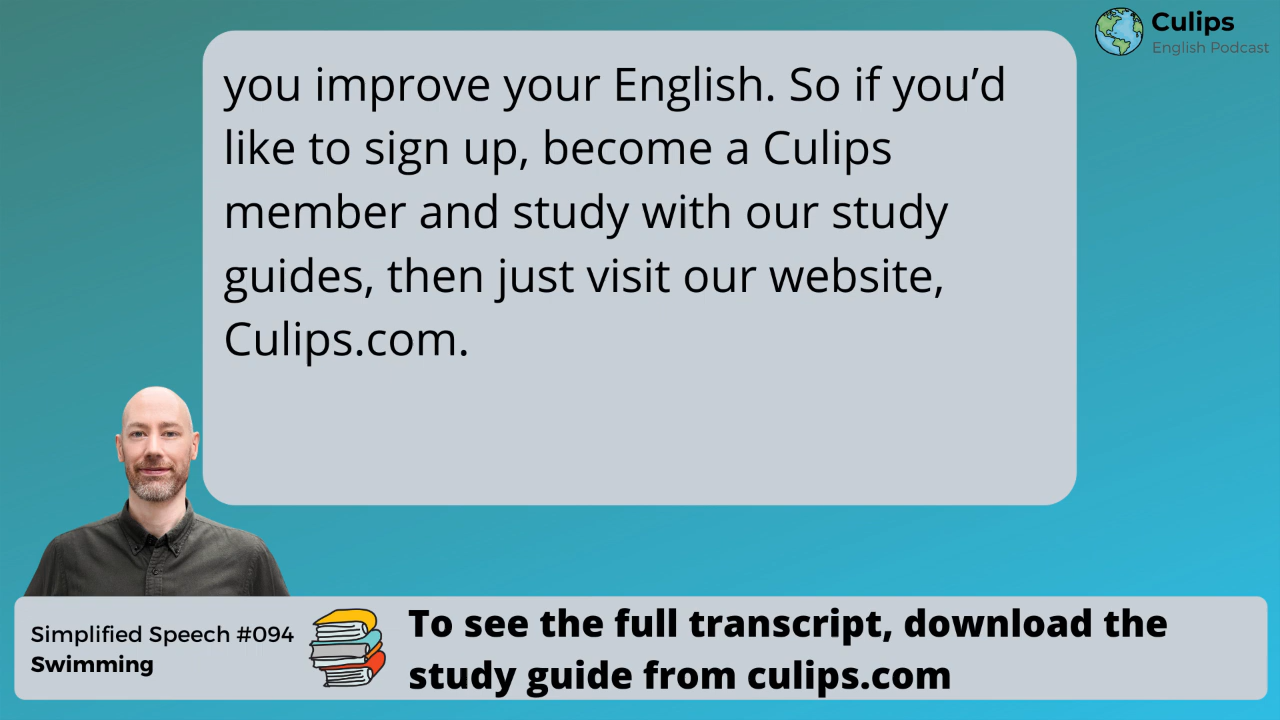 Culips
English Podcast
you improve your English. So if you’d
like to sign up, become a Culips
member and study with our study
guides, then just visit our website,
Culips.com.
Simplified Speech #094
Swimming
To see the full transcript, download the
study guide from culips.com